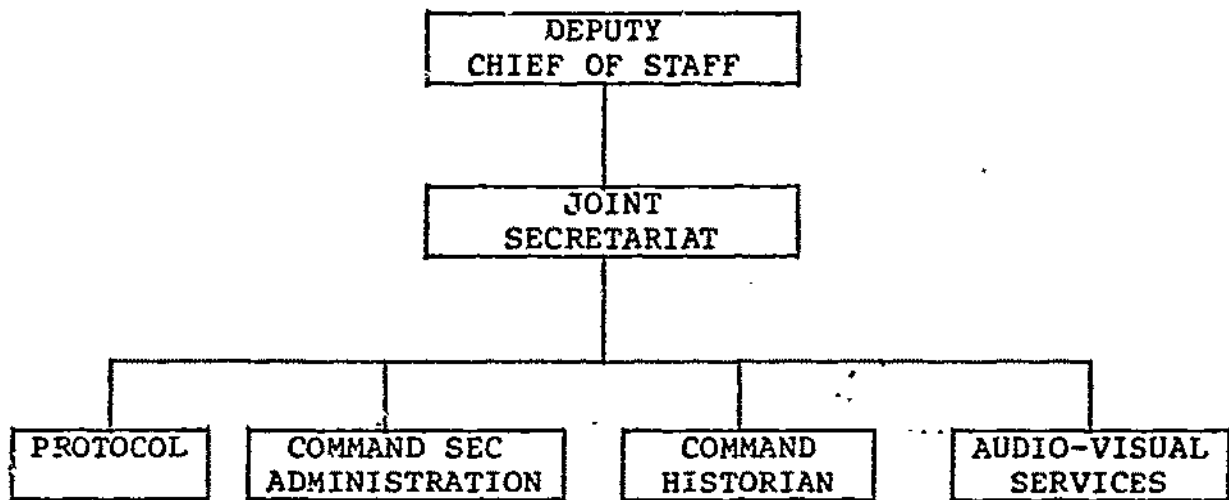 DEPUTY
CHIEF OF STAFF
JOINT
SECRETARIAT
PROTOCOL
COMMAND SEC
ADMINISTRATION
COMMAND
HISTORIAN
AUDIO-VISUAL
SERVICES